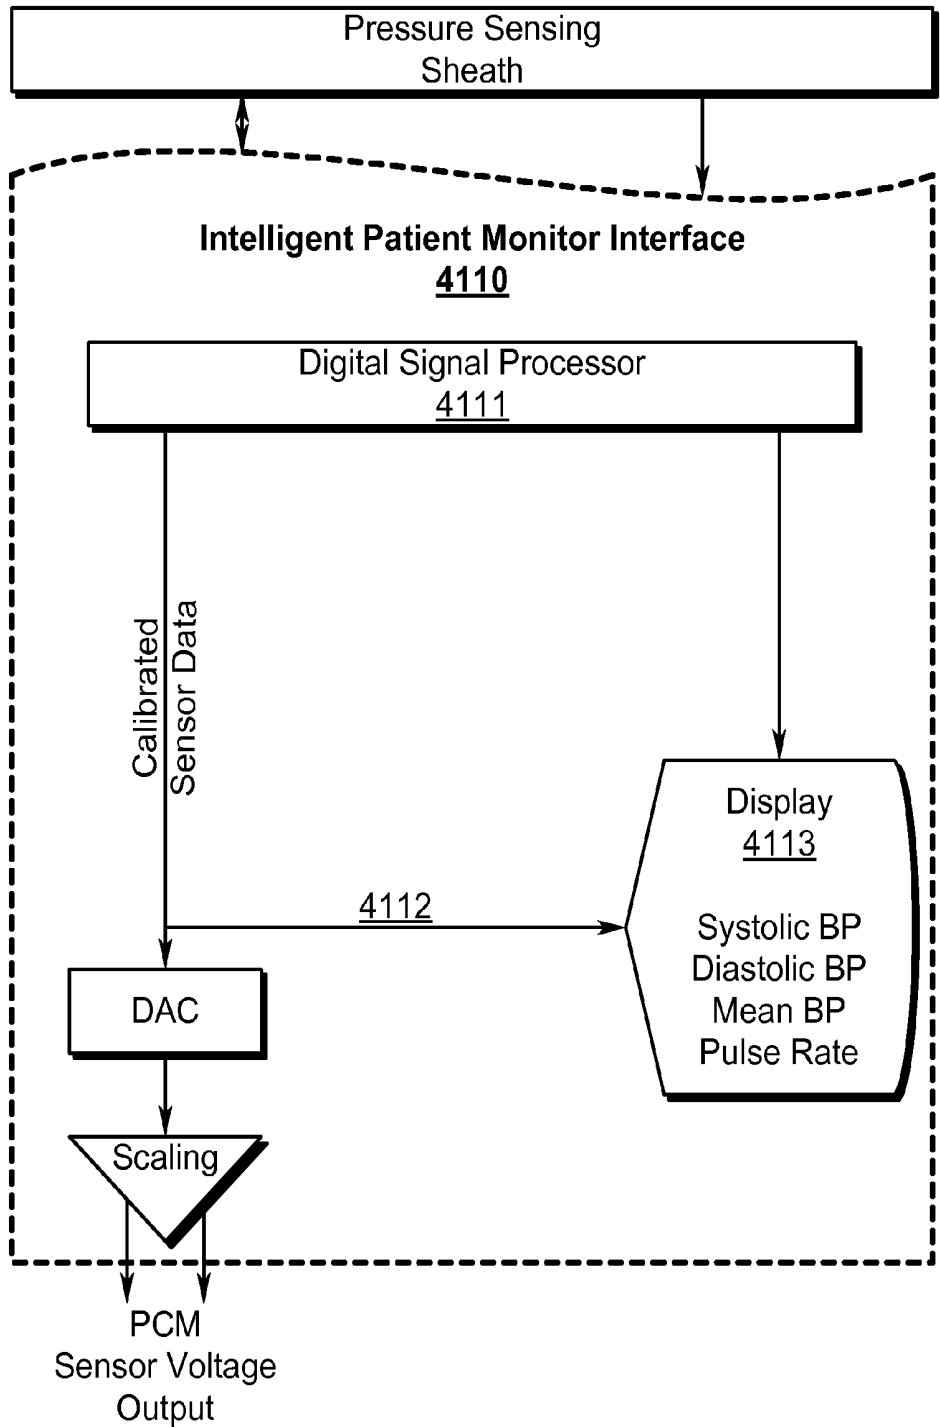 Pressure Sensing
Sheath
Intelligent Patient Monitor Interface
4110
Digital Signal Processor
4111
Calibrated
Sensor Data
Display
4113
4112
Systolic BP
Diastolic BP
Mean BP
Pulse Rate
DAC
Scaling
PCM
Sensor Voltage
Output